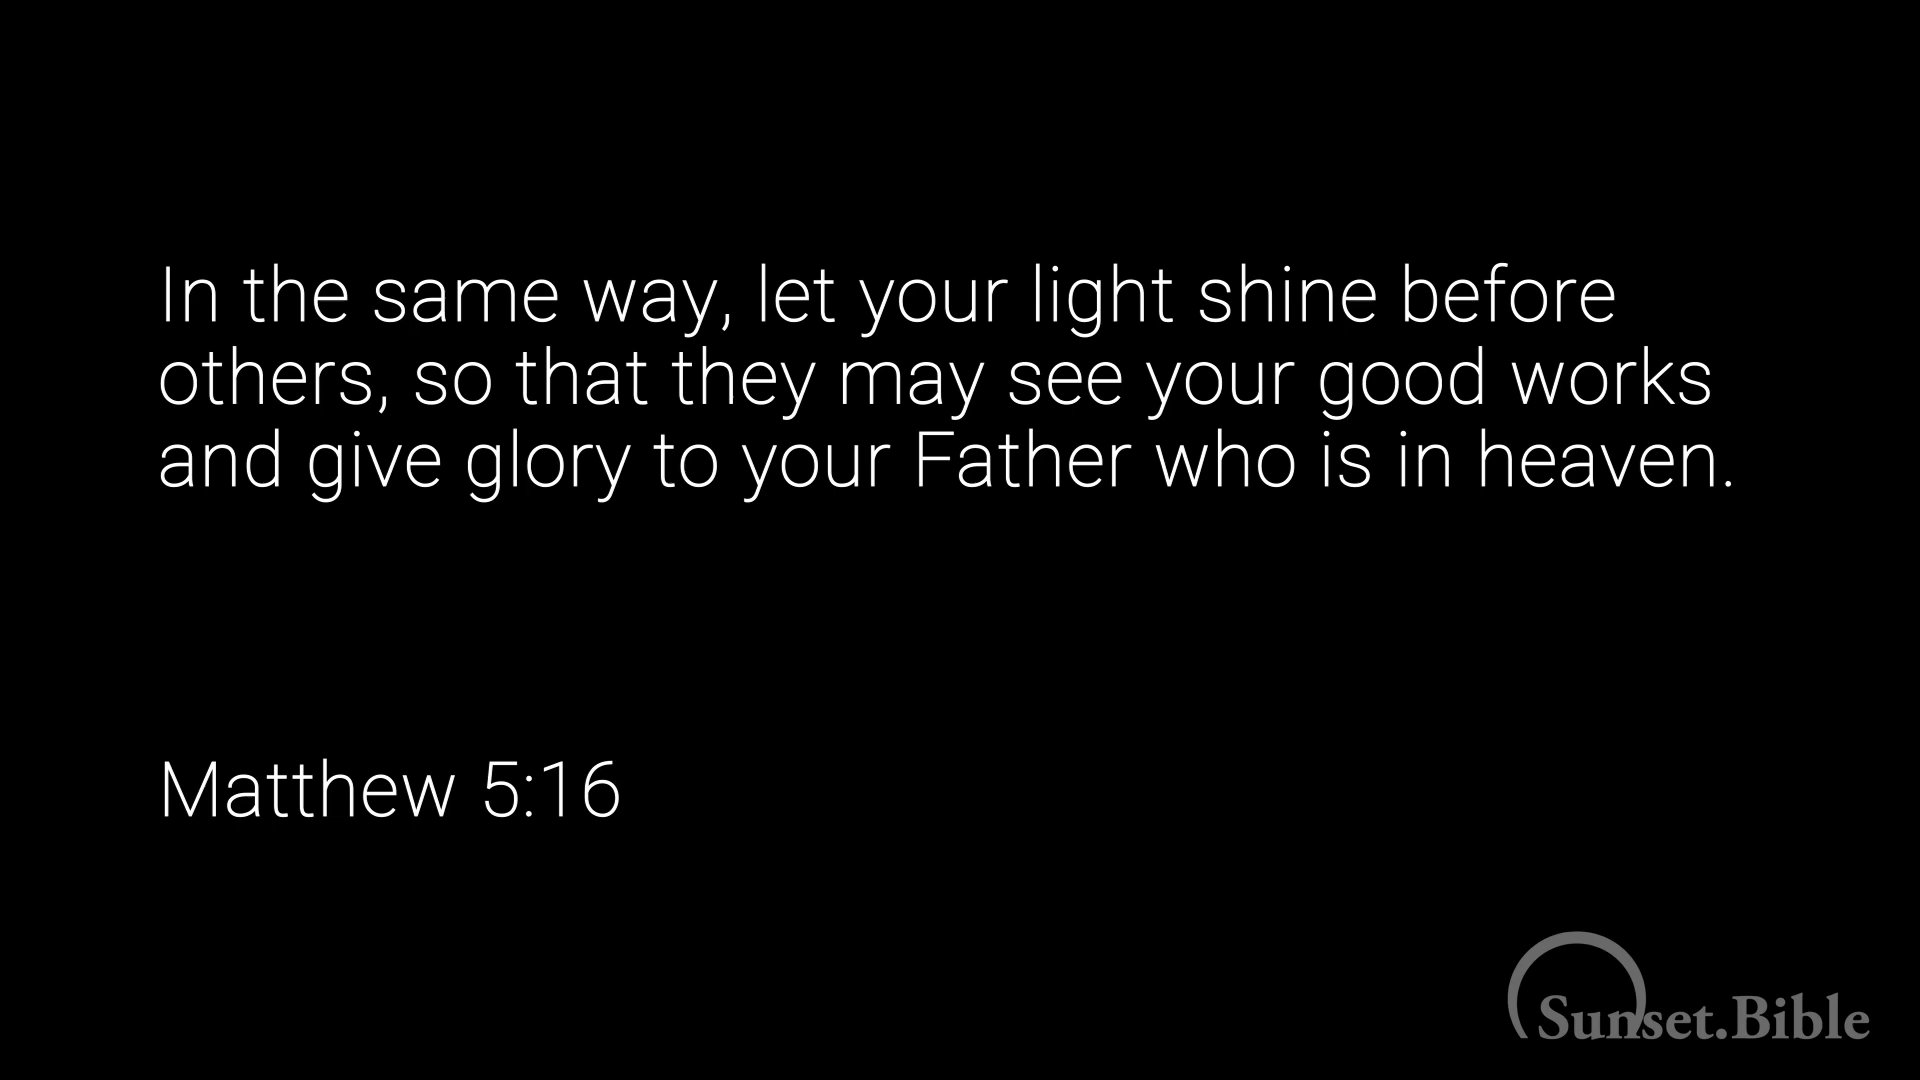 In the same way, let your light shine before
others, so that they may see your good works
and give glory to your Father who is in heaven.
Matthew 5:16
Sunset.Bible